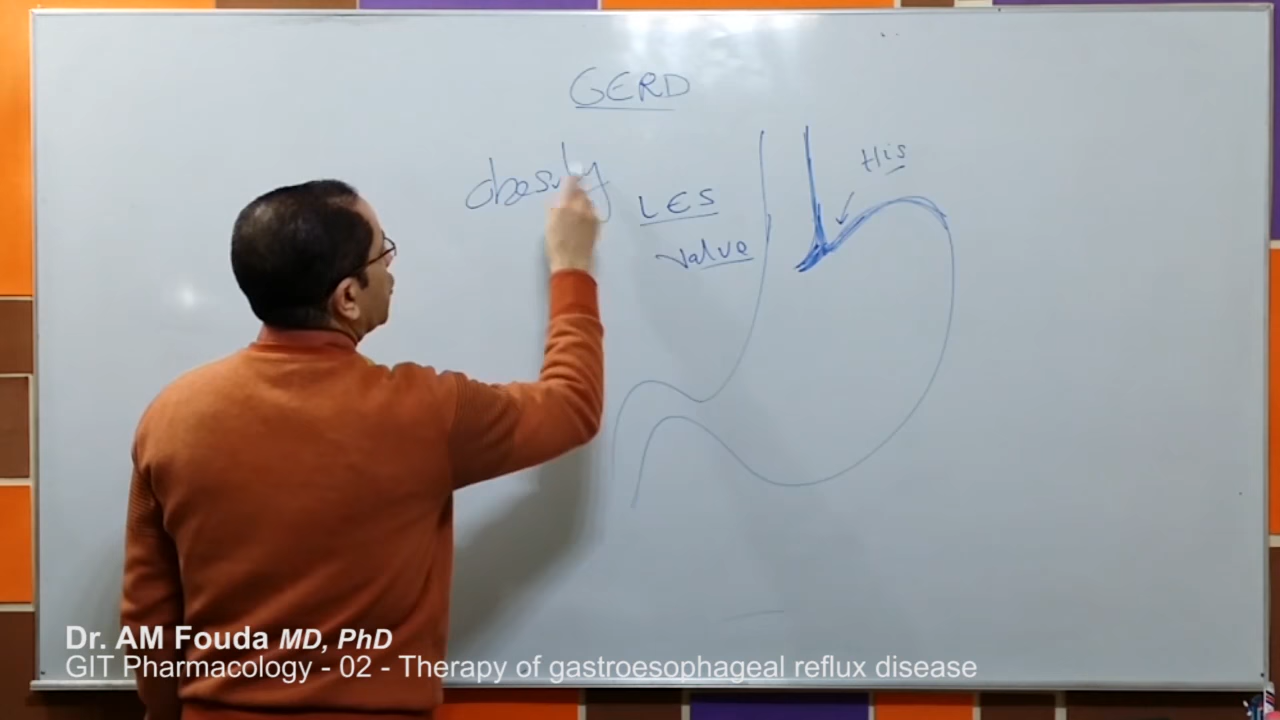 GERD
His
obesity
LES
valve
Dr. AM Fouda MD, PhD
GIT Pharmacology - 02 - Therapy of gastroesophageal reflux disease